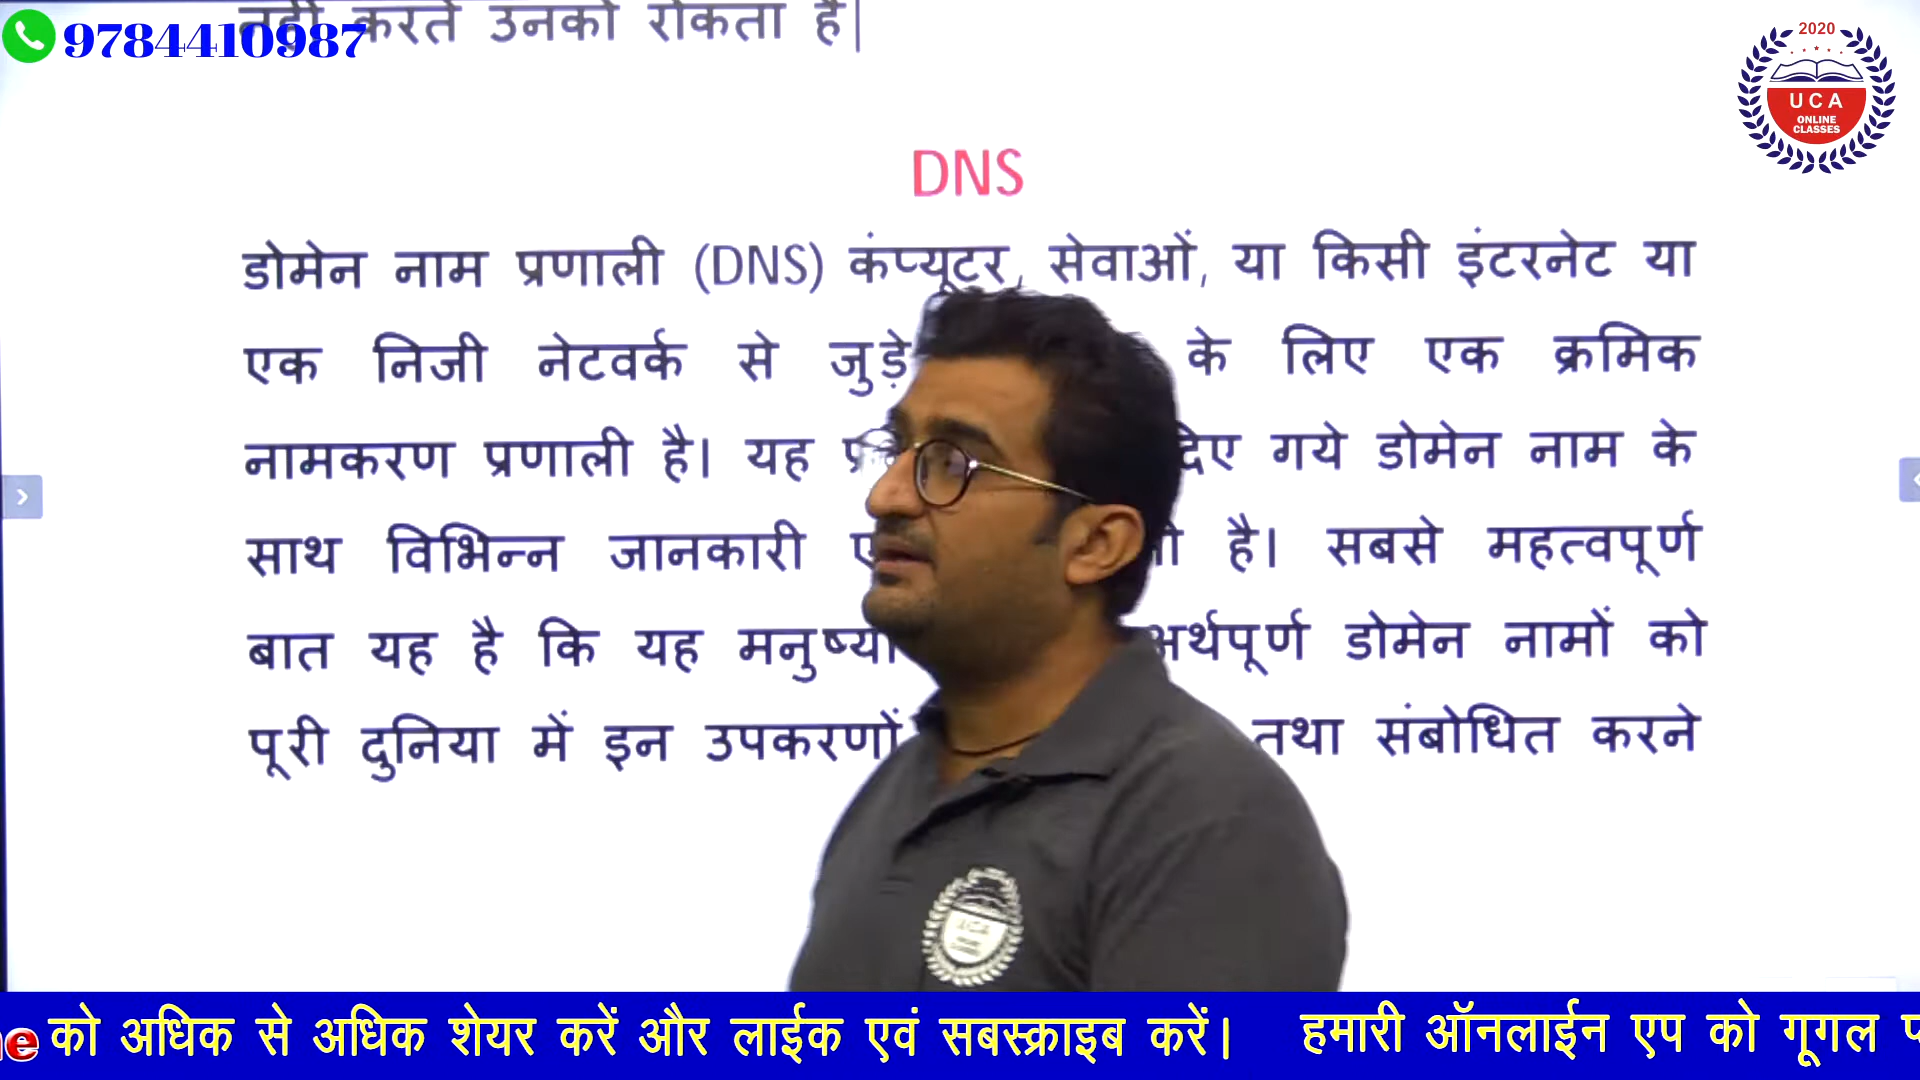 करते उनको रोकता है|
9784410987
2020
UCA
ONLINE
CLASSES
DNS
डोमेन नाम प्रणाली (DNS) कंप्यूटर, सेवाओं, या किसी इंटरनेट या
एक निजी नेटवर्क से जुड़े के लिए एक क्रमिक
नामकरण प्रणाली है। यह गये डोमेन नाम के
साथ विभिन्न जानकारी है। सबसे महत्वपूर्ण
बात यह है कि यह अर्थपूर्ण डोमेन नामों को
पूरी दुनिया में इन उपकरणों तथा संबोधित करने
UCA
को अधिक से अधिक शेयर करें और लाईक एवं सबस्क्राइब करें। हमारी ऑनलाईन एप को गूगल